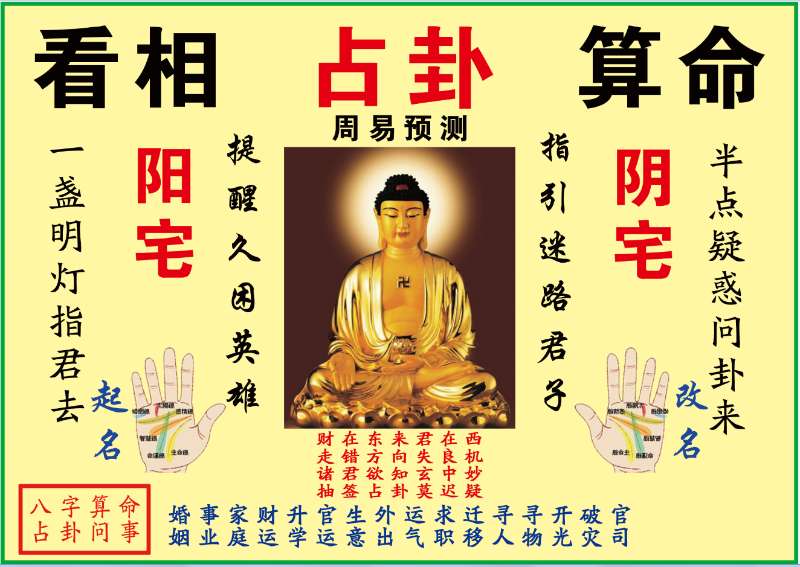 看相
占卦
算命
周易预测
一盏明灯指君去
阳宅
提醒久困英雄
指引迷路君子
阴宅
半点疑惑问卦来
起名
改名
财在东来君在西
走错方向失良机
诸君欲知玄中妙
抽签占卦莫迟疑
八字算命
占卦问事
婚事家财升官生外运求迁寻寻开破官
姻业庭运学运意出气职移人物光灾司